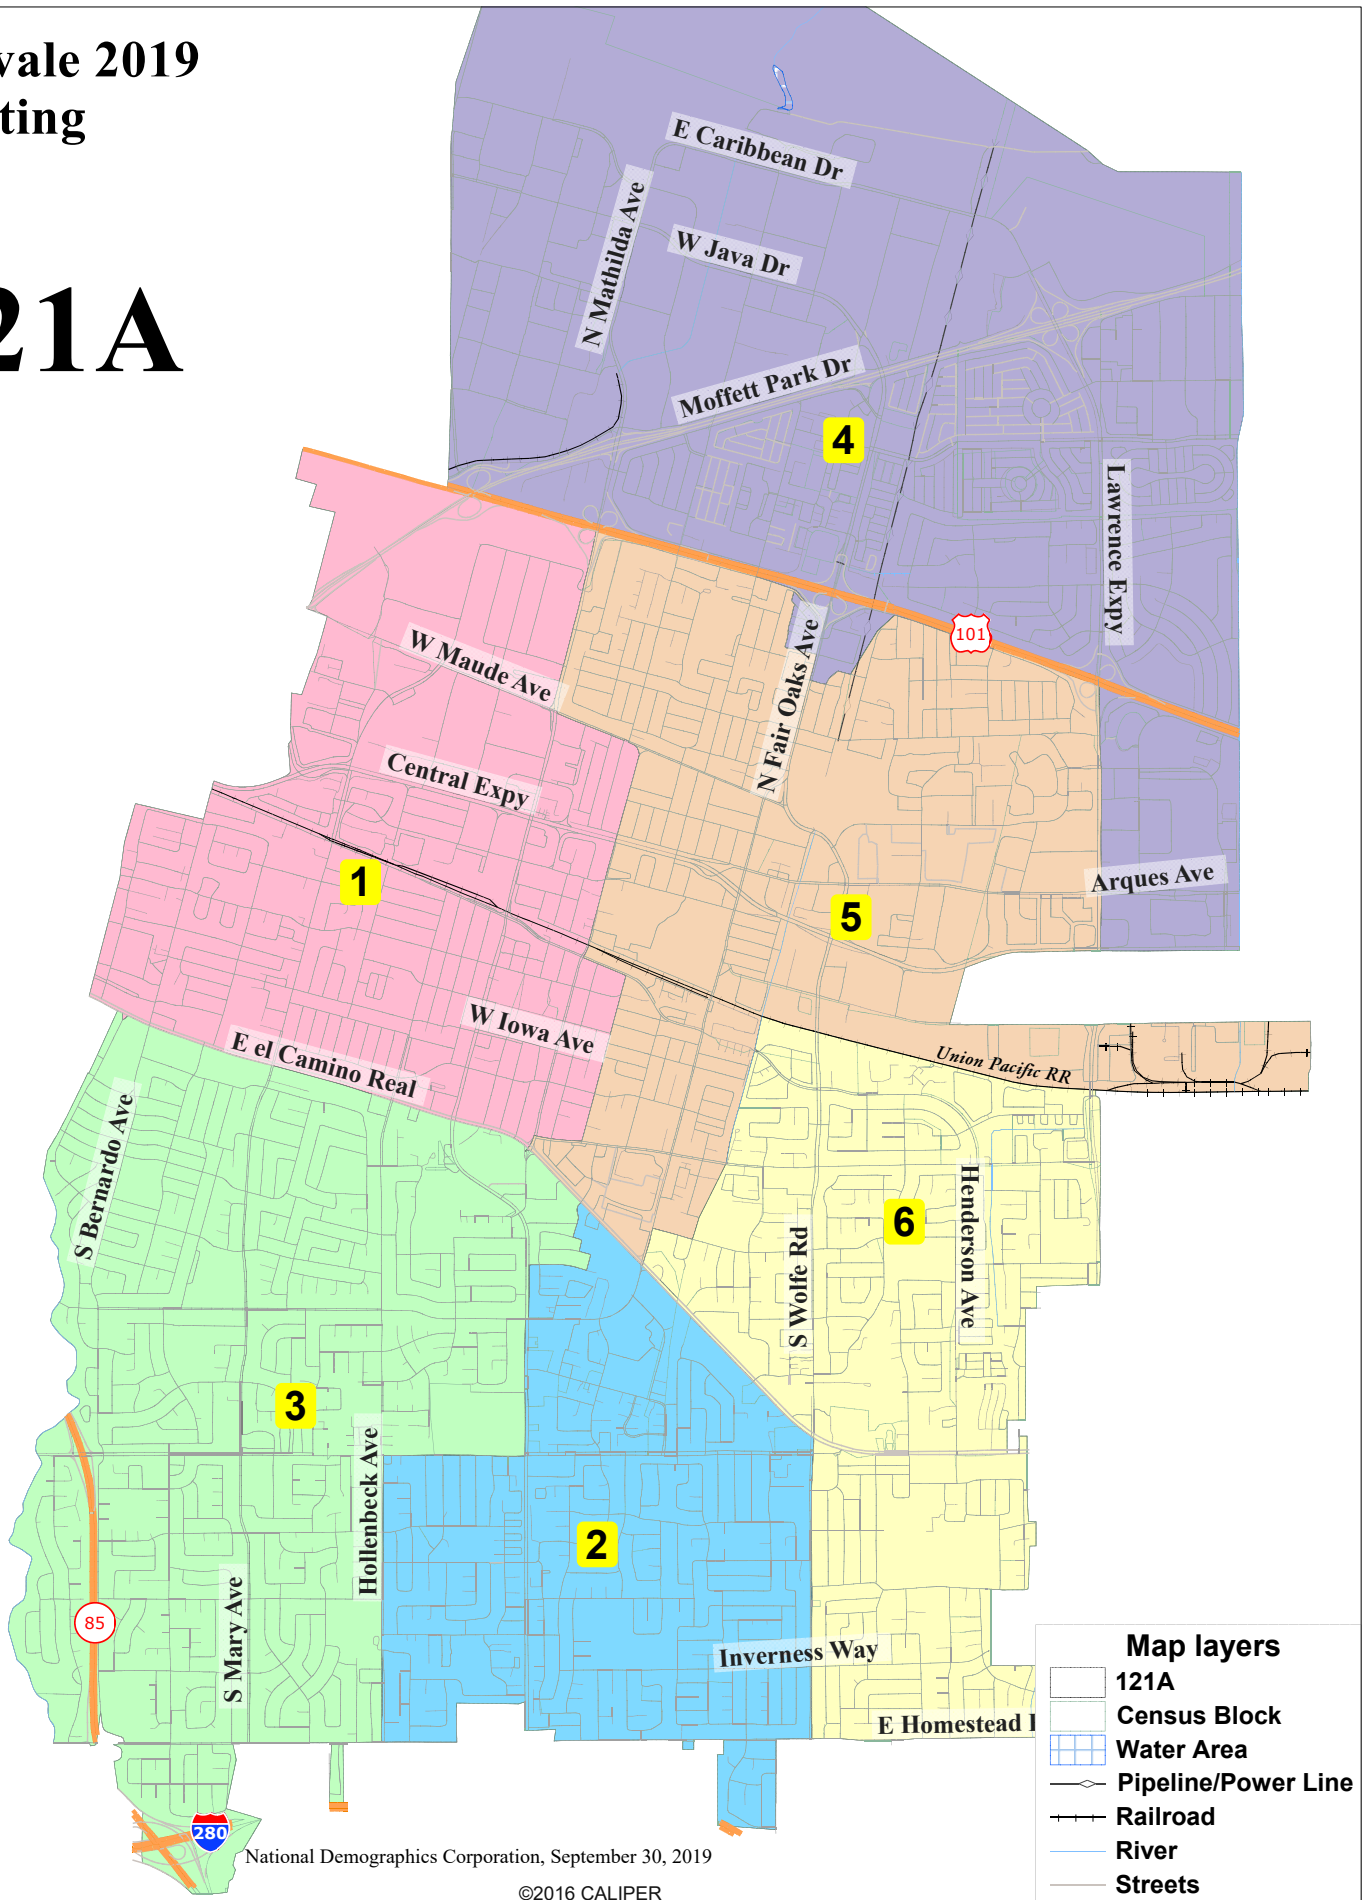 vale 2019
ting
21A
E Caribbean Dr
N Mathilda Ave
W Java Dr
Moffett Park Dr
4
Lawrence Expy
101
W Maude Ave
N Fair Oaks Ave
Central Expy
1
Arques Ave
5
W Iowa Ave
E el Camino Real
Union Pacific RR
S Bernardo Ave
6
Henderson Ave
S Wolfe Rd
3
Hollenbeck Ave
2
S Mary Ave
85
Inverness Way
E Homestead
280
Map layers
121A
Census Block
Water Area
Pipeline/Power Line
Railroad
River
Streets
National Demographics Corporation, September 30, 2019
©2016 CALIPER